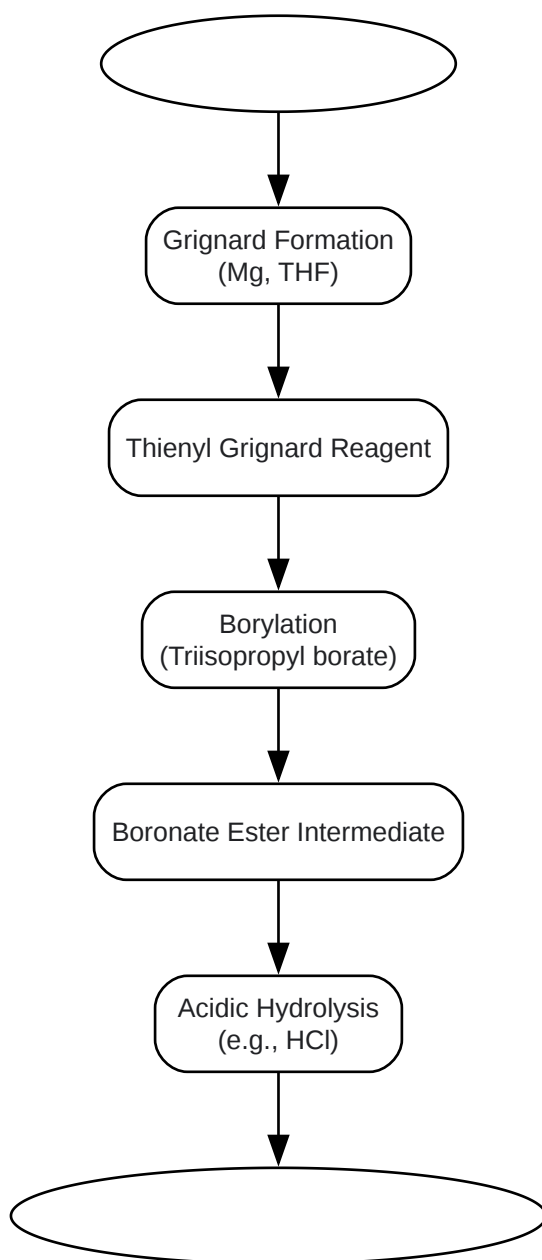 Grignard Formation
(Mg, THF)
Thienyl Grignard Reagent
Borylation
(Triisopropyl borate)
Boronate Ester Intermediate
Acidic Hydrolysis
(e.g., HCl)